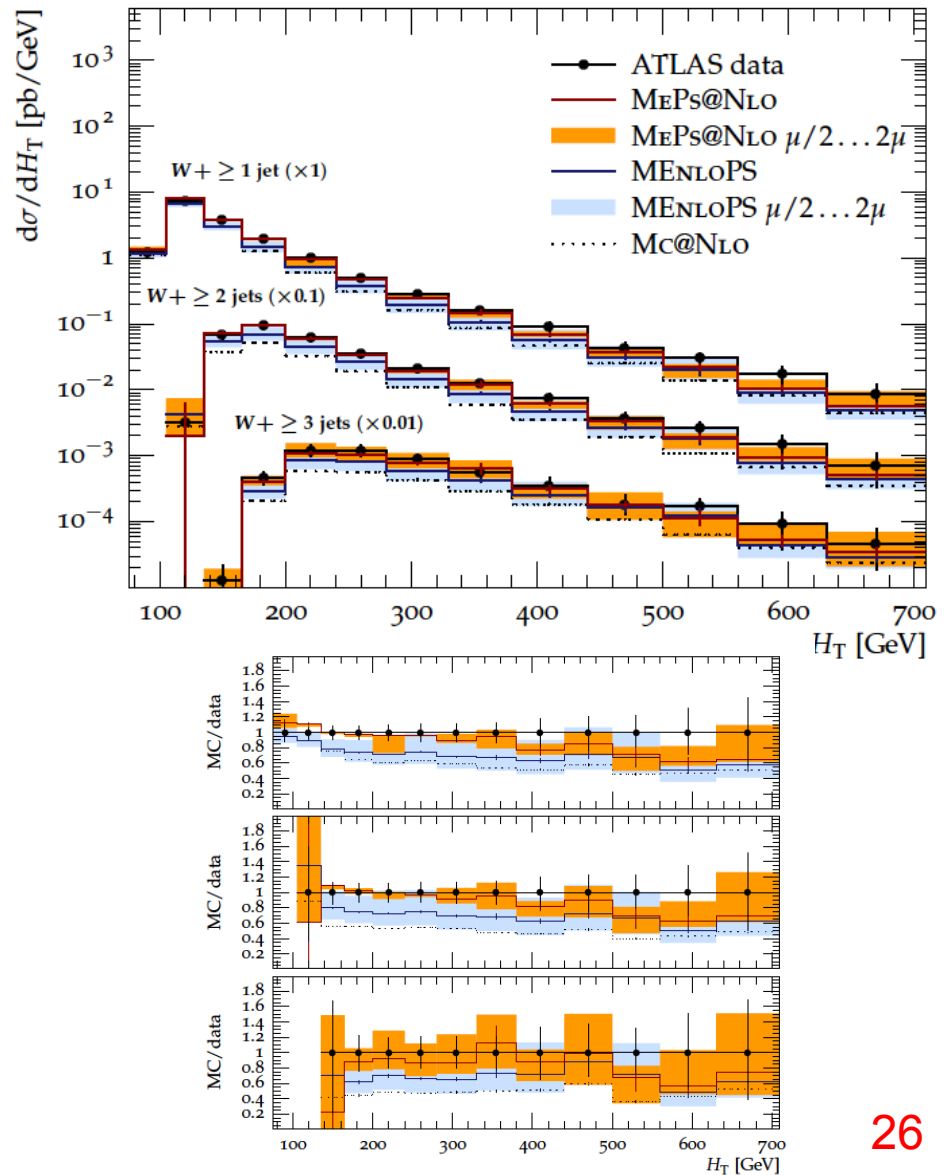 dσ/dH_T [pb/GeV]
10³
10²
10¹
1
10⁻¹
10⁻²
10⁻³
10⁻⁴
ATLAS data
MEPS@NLO
MEPS@NLO μ/2 . . . 2μ
MENLOPS
MENLOPS μ/2 . . . 2μ
MC@NLO
W+ ≥ 1 jet (×1)
W+ ≥ 2 jets (×0.1)
W+ ≥ 3 jets (×0.01)
100 200 300 400 500 600 700
H_T [GeV]
MC/data
1.8
1.6
1.4
1.2
1
0.8
0.6
0.4
0.2
MC/data
1.8
1.6
1.4
1.2
1
0.8
0.6
0.4
0.2
MC/data
1.8
1.6
1.4
1.2
1
0.8
0.6
0.4
0.2
100 200 300 400 500 600 700
H_T [GeV]
26